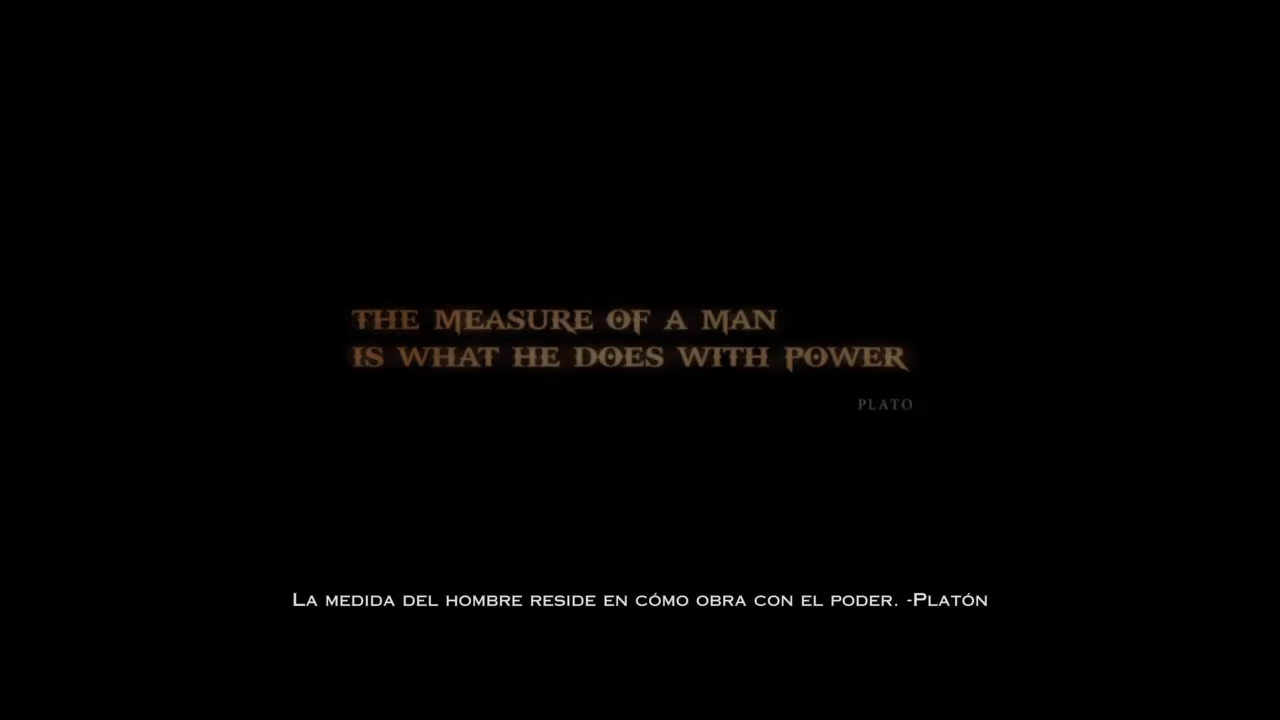 THE MEASURE OF A MAN
IS WHAT HE DOES WITH POWER
PLATO
LA MEDIDA DEL HOMBRE RESIDE EN CÓMO OBRA CON EL PODER. -PLATÓN